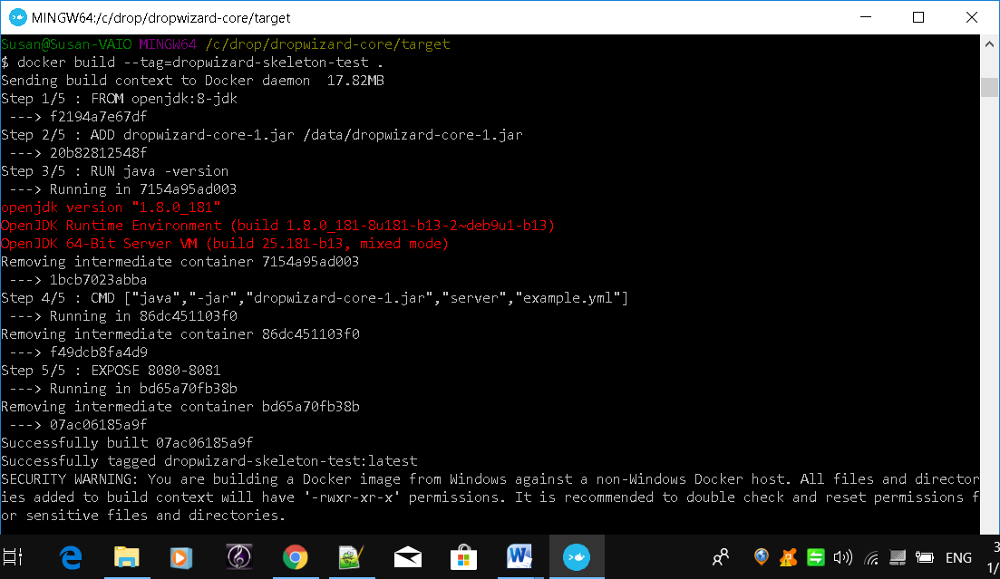 MINGW64:/c/drop/dropwizard-core/target
Susan@Susan-VAIO MINGW64 /c/drop/dropwizard-core/target
$ docker build --tag=dropwizard-skeleton-test .
Sending build context to Docker daemon  17.82MB
Step 1/5 : FROM openjdk:8-jdk
 ---> f2194a7e67df
Step 2/5 : ADD dropwizard-core-1.jar /data/dropwizard-core-1.jar
 ---> 20b82812548f
Step 3/5 : RUN java -version
 ---> Running in 7154a95ad003
openjdk version "1.8.0_181"
OpenJDK Runtime Environment (build 1.8.0_181-8u181-b13-2~deb9u1-b13)
OpenJDK 64-Bit Server VM (build 25.181-b13, mixed mode)
Removing intermediate container 7154a95ad003
 ---> 1bcb7023abba
Step 4/5 : CMD ["java","-jar","dropwizard-core-1.jar","server","example.yml"]
 ---> Running in 86dc451103f0
Removing intermediate container 86dc451103f0
 ---> f49dcb8fa4d9
Step 5/5 : EXPOSE 8080-8081
 ---> Running in bd65a70fb38b
Removing intermediate container bd65a70fb38b
 ---> 07ac06185a9f
Successfully built 07ac06185a9f
Successfully tagged dropwizard-skeleton-test:latest
SECURITY WARNING: You are building a Docker image from Windows against a non-Windows Docker host. All files and director
ies added to build context will have '-rwxr-xr-x' permissions. It is recommended to double check and reset permissions f
or sensitive files and directories.
ENG
3
1/